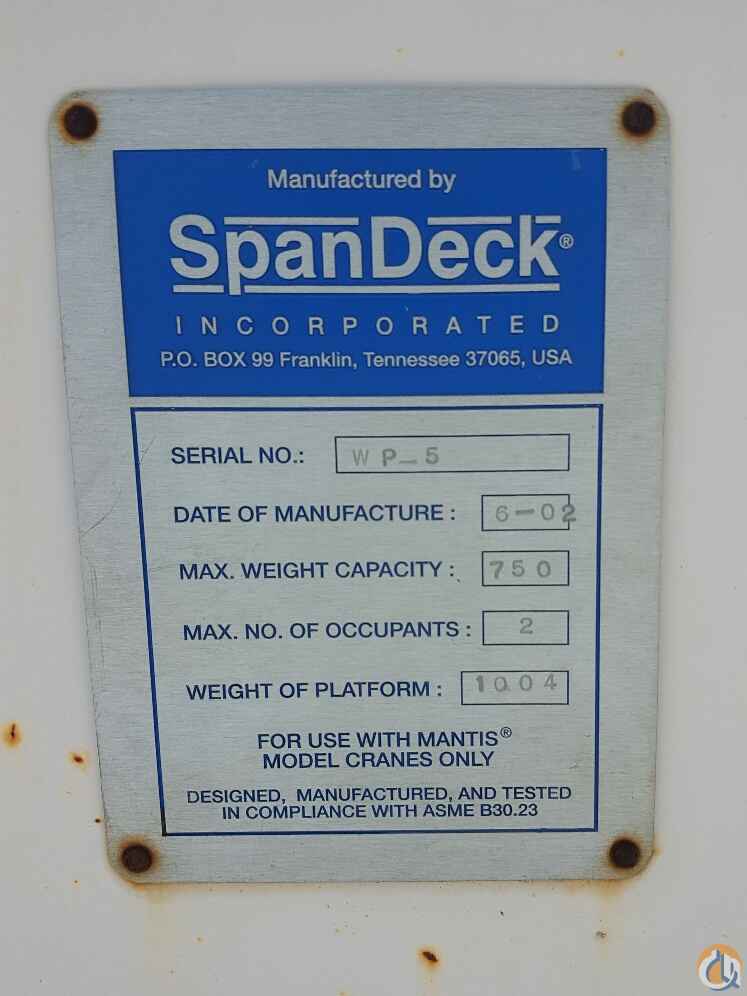 Manufactured by
SpanDeck®
INCORPORATED
P.O. BOX 99 Franklin, Tennessee 37065, USA
SERIAL NO.: WP-5
DATE OF MANUFACTURE : 6-02
MAX. WEIGHT CAPACITY : 750
MAX. NO. OF OCCUPANTS : 2
WEIGHT OF PLATFORM : 1004
FOR USE WITH MANTIS®
MODEL CRANES ONLY
DESIGNED, MANUFACTURED, AND TESTED
IN COMPLIANCE WITH ASME B30.23